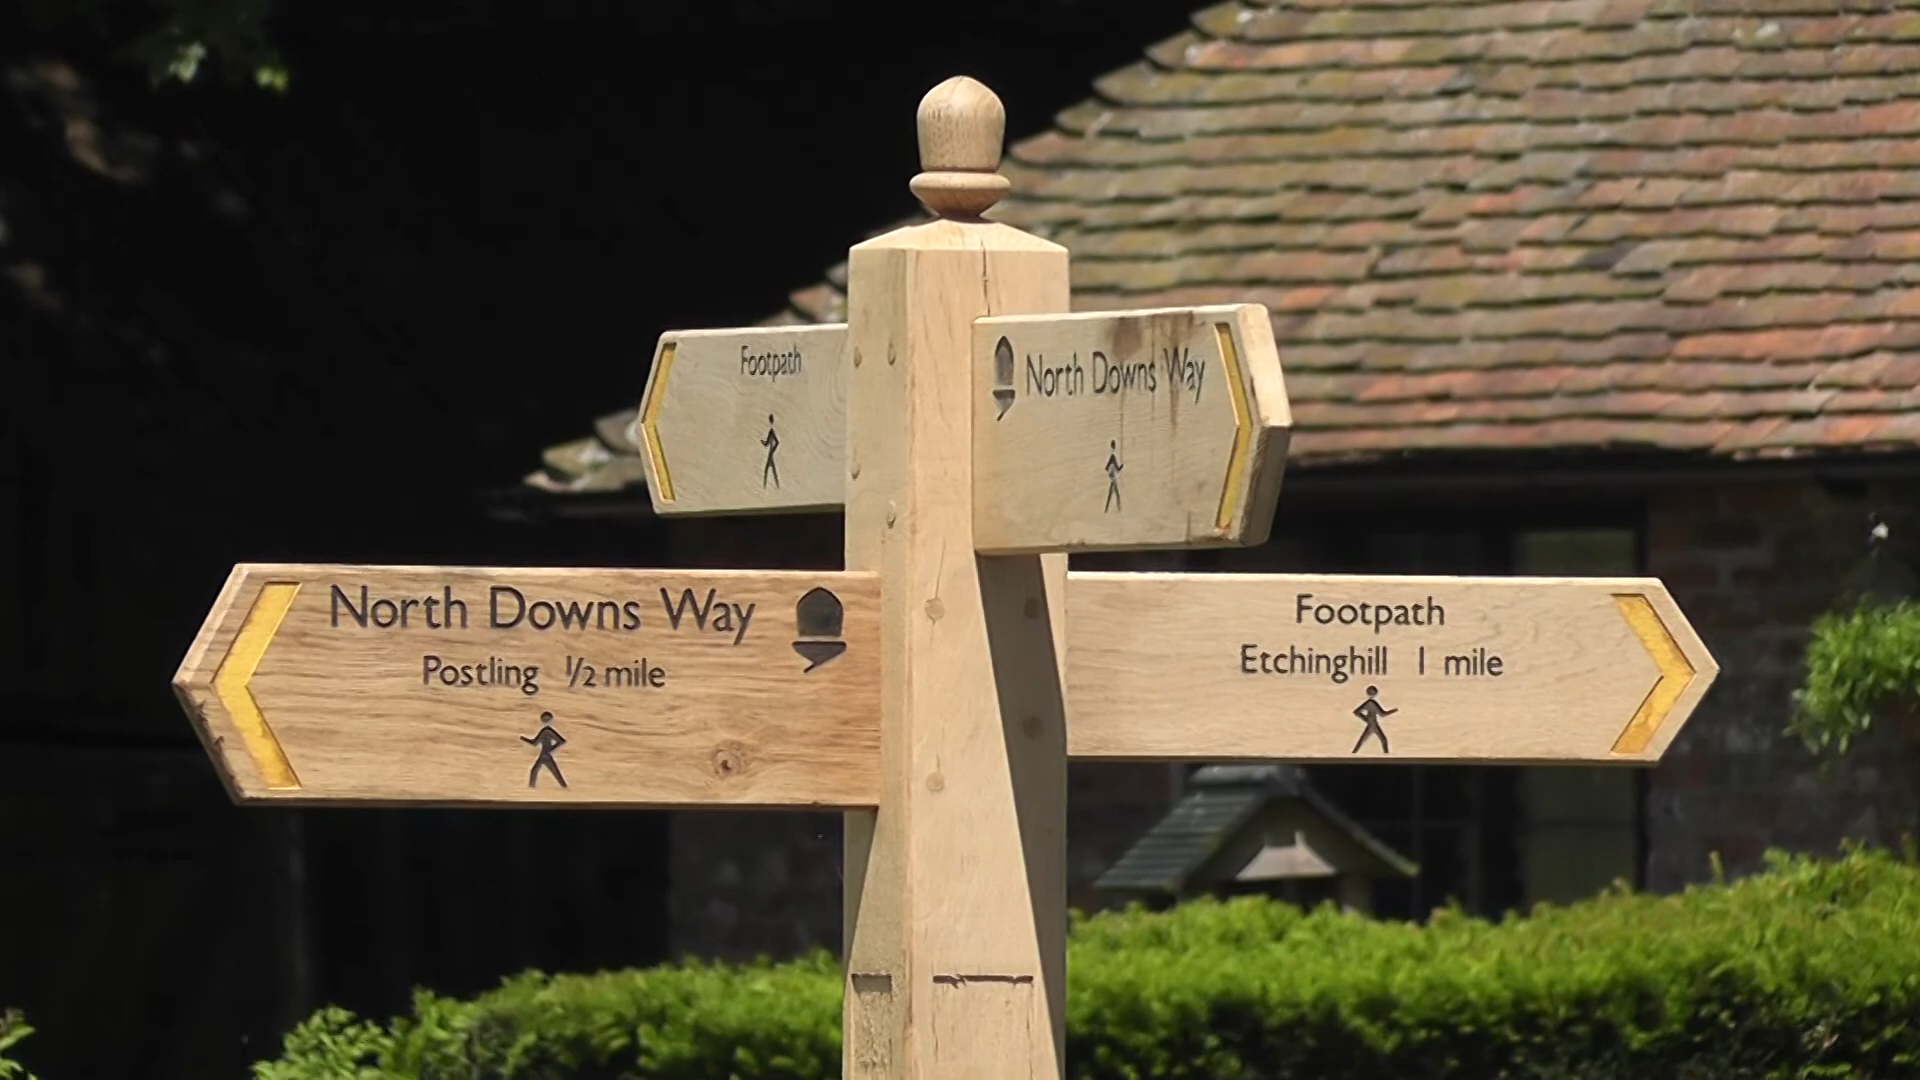 Footpath
North Downs Way
North Downs Way
Postling ½ mile
Footpath
Etchinghill 1 mile